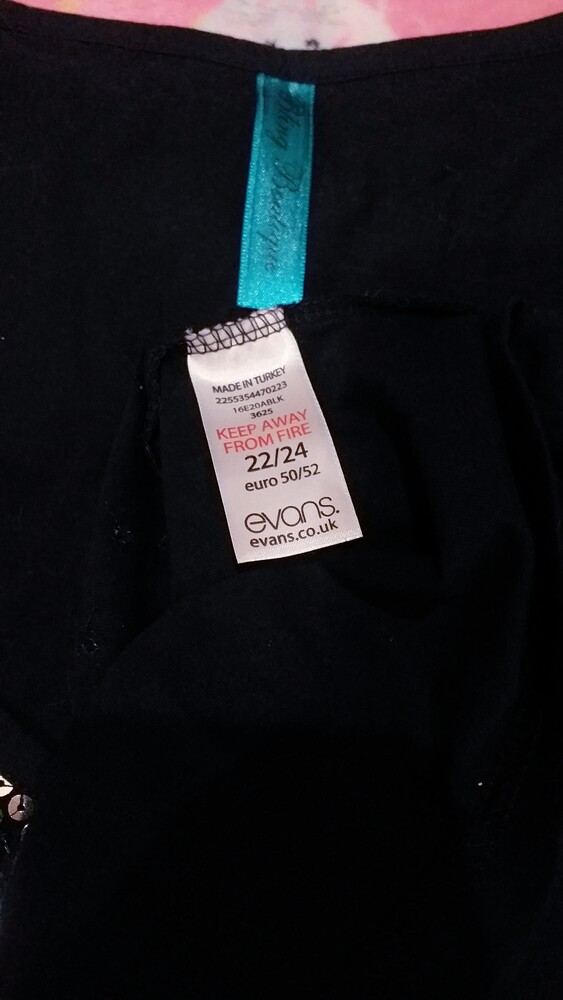 Bling Boutique
MADE IN TURKEY
2255354470223
16E20ABLK
3625
KEEP AWAY
FROM FIRE
22/24
euro 50/52
evans.
evans.co.uk